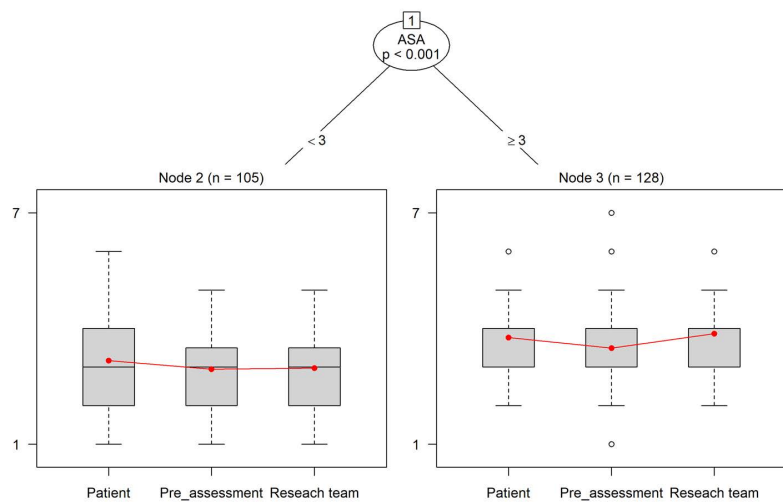 1
ASA
p < 0.001
< 3
≥ 3
Node 2 (n = 105)
Node 3 (n = 128)
7
1
7
1
Patient
Pre_assessment
Reseach team
Patient
Pre_assessment
Reseach team